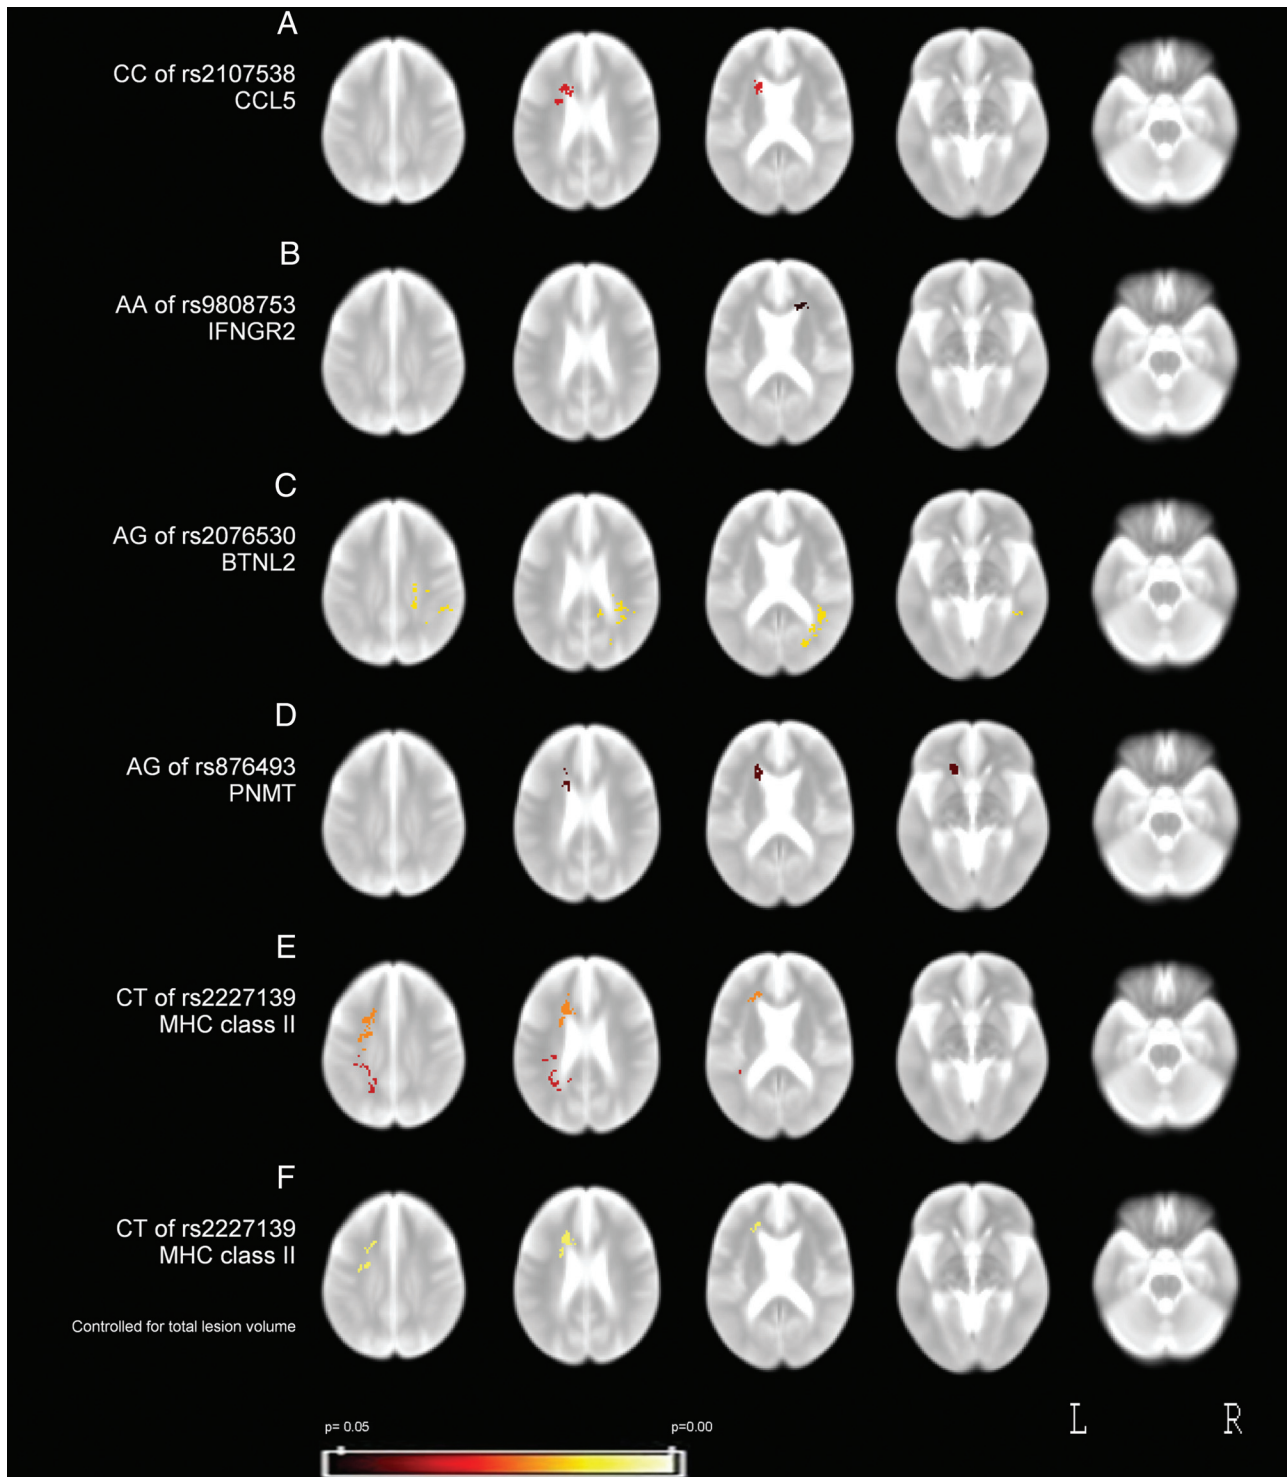 A
CC of rs2107538
CCL5
B
AA of rs9808753
IFNGR2
C
AG of rs2076530
BTNL2
D
AG of rs876493
PNMT
E
CT of rs2227139
MHC class II
F
CT of rs2227139
MHC class II
Controlled for total lesion volume
p= 0.05 p=0.00
L R